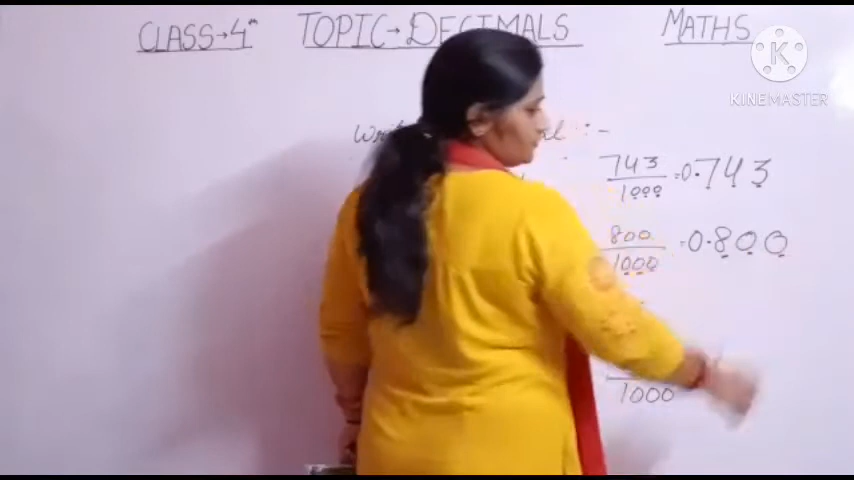 CLASS→4th TOPIC→DECIMALS MATHS
KINEMASTER
743/1000 =0.743
800/1000 =0.800
1000